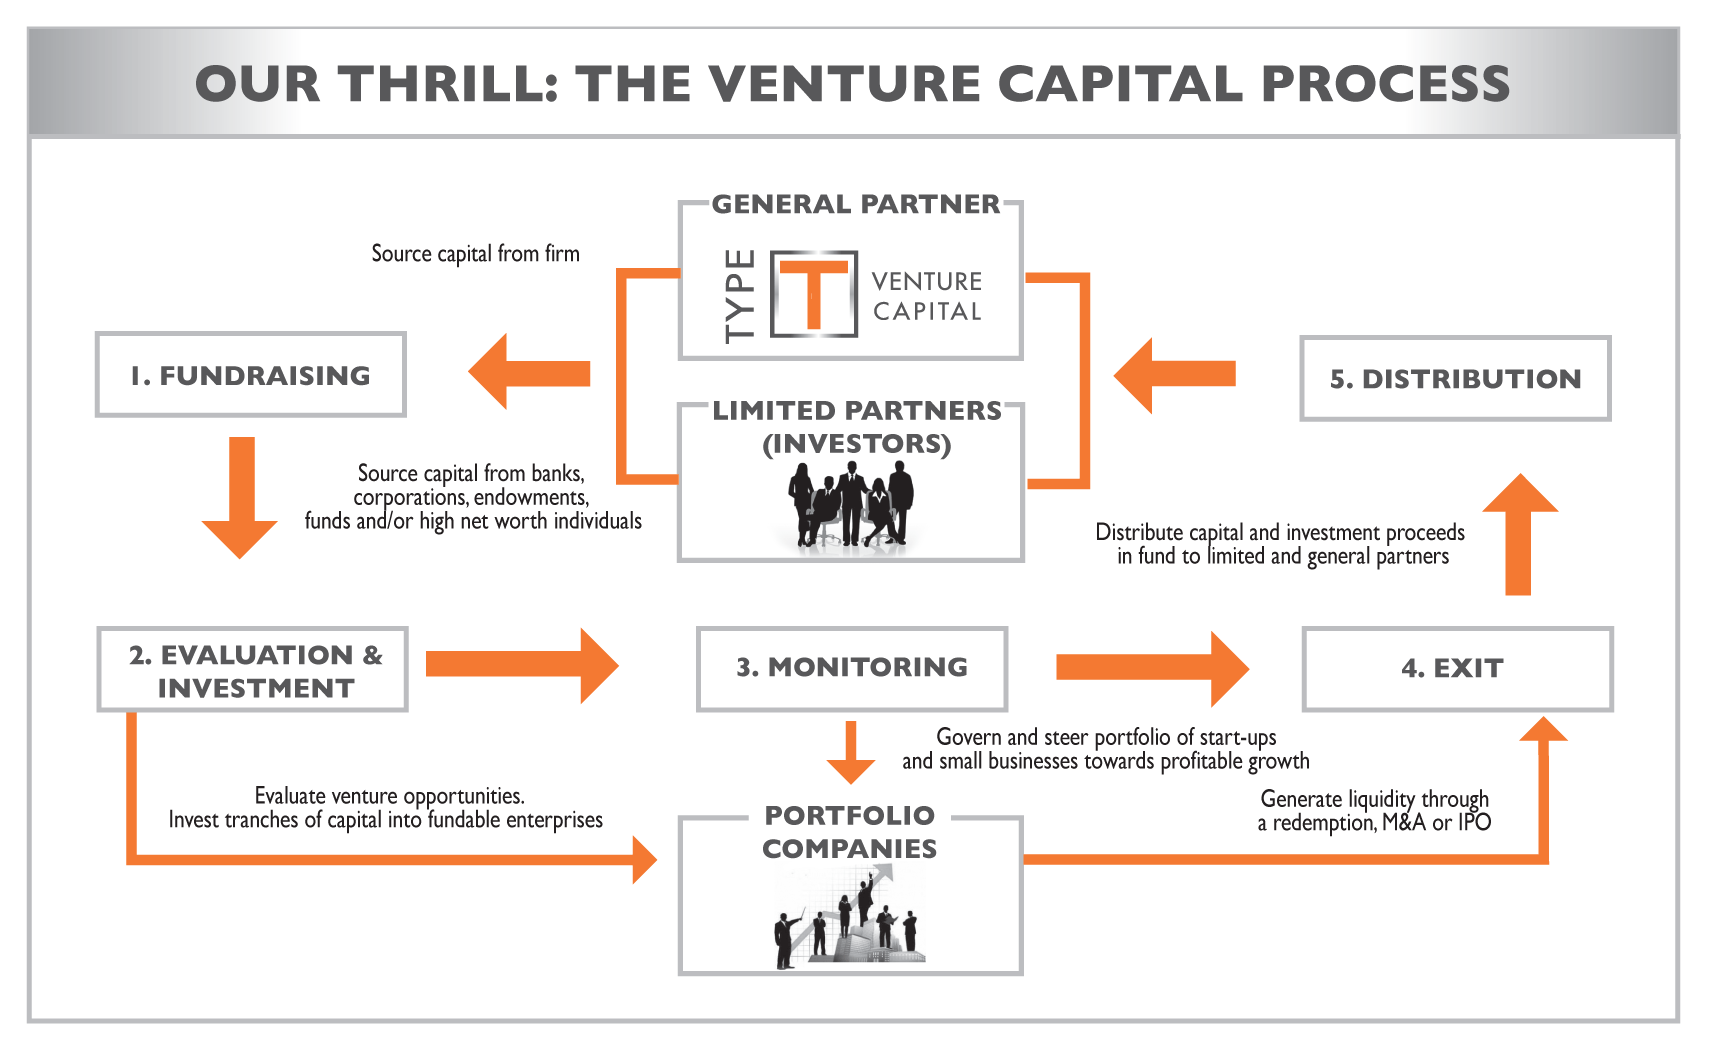 OUR THRILL: THE VENTURE CAPITAL PROCESS
GENERAL PARTNER
TYPE
T
VENTURE
CAPITAL
Source capital from firm
1. FUNDRAISING
LIMITED PARTNERS
(INVESTORS)
5. DISTRIBUTION
Source capital from banks,
corporations, endowments,
funds and/or high net worth individuals
Distribute capital and investment proceeds
in fund to limited and general partners
2. EVALUATION &
INVESTMENT
3. MONITORING
4. EXIT
Govern and steer portfolio of start-ups
and small businesses towards profitable growth
Evaluate venture opportunities.
Invest tranches of capital into fundable enterprises
PORTFOLIO
COMPANIES
Generate liquidity through
a redemption, M&A or IPO